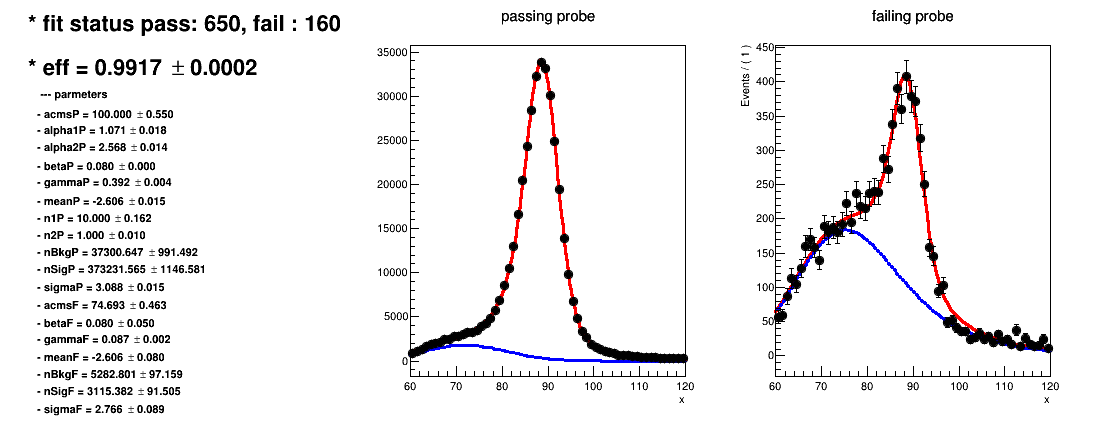 * fit status pass: 650, fail : 160
* eff = 0.9917 ± 0.0002
--- parmeters
- acmsP = 100.000 ± 0.550
- alpha1P = 1.071 ± 0.018
- alpha2P = 2.568 ± 0.014
- betaP = 0.080 ± 0.000
- gammaP = 0.392 ± 0.004
- meanP = -2.606 ± 0.015
- n1P = 10.000 ± 0.162
- n2P = 1.000 ± 0.010
- nBkgP = 37300.647 ± 991.492
- nSigP = 373231.565 ± 1146.581
- sigmaP = 3.088 ± 0.015
- acmsF = 74.693 ± 0.463
- betaF = 0.080 ± 0.050
- gammaF = 0.087 ± 0.002
- meanF = -2.606 ± 0.080
- nBkgF = 5282.801 ± 97.159
- nSigF = 3115.382 ± 91.505
- sigmaF = 2.766 ± 0.089
passing probe
35000
30000
25000
20000
15000
10000
5000
0
60 70 80 90 100 110 120
x
failing probe
Events / ( 1 )
450
400
350
300
250
200
150
100
50
0
60 70 80 90 100 110 120
x